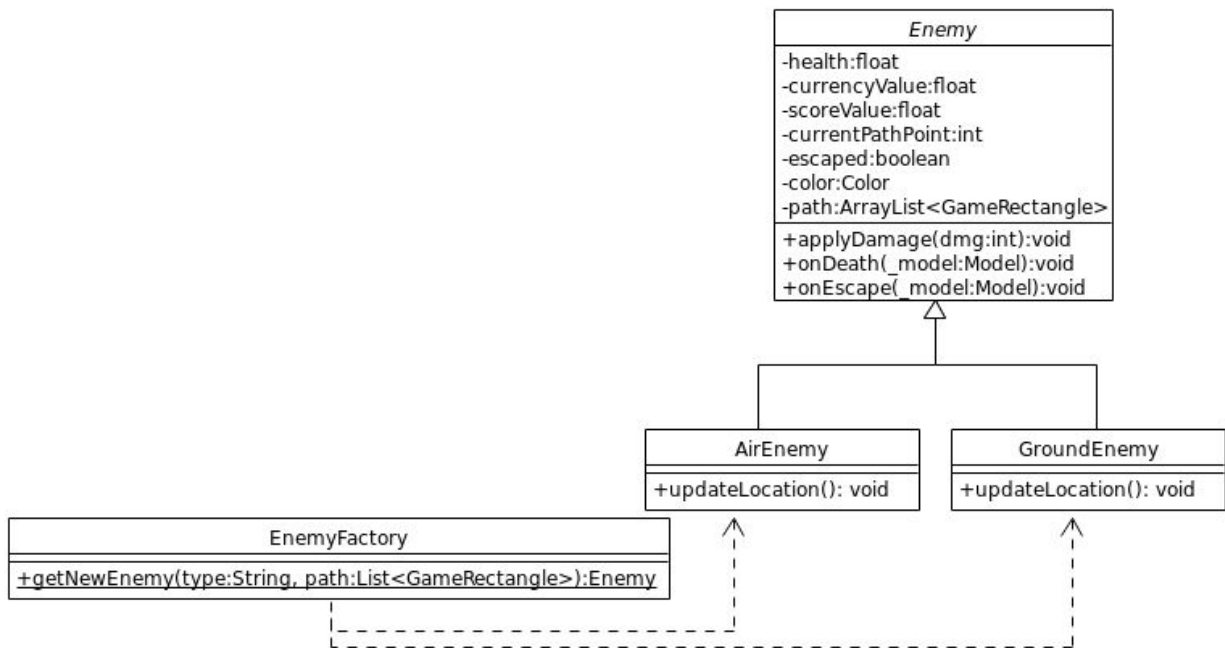 Enemy
-health:float
-currencyValue:float
-scoreValue:float
-currentPathPoint:int
-escaped:boolean
-color:Color
-path:ArrayList<GameRectangle>
+applyDamage(dmg:int):void
+onDeath(_model:Model):void
+onEscape(_model:Model):void
AirEnemy
+updateLocation(): void
GroundEnemy
+updateLocation(): void
EnemyFactory
+getNewEnemy(type:String, path:List<GameRectangle>):Enemy